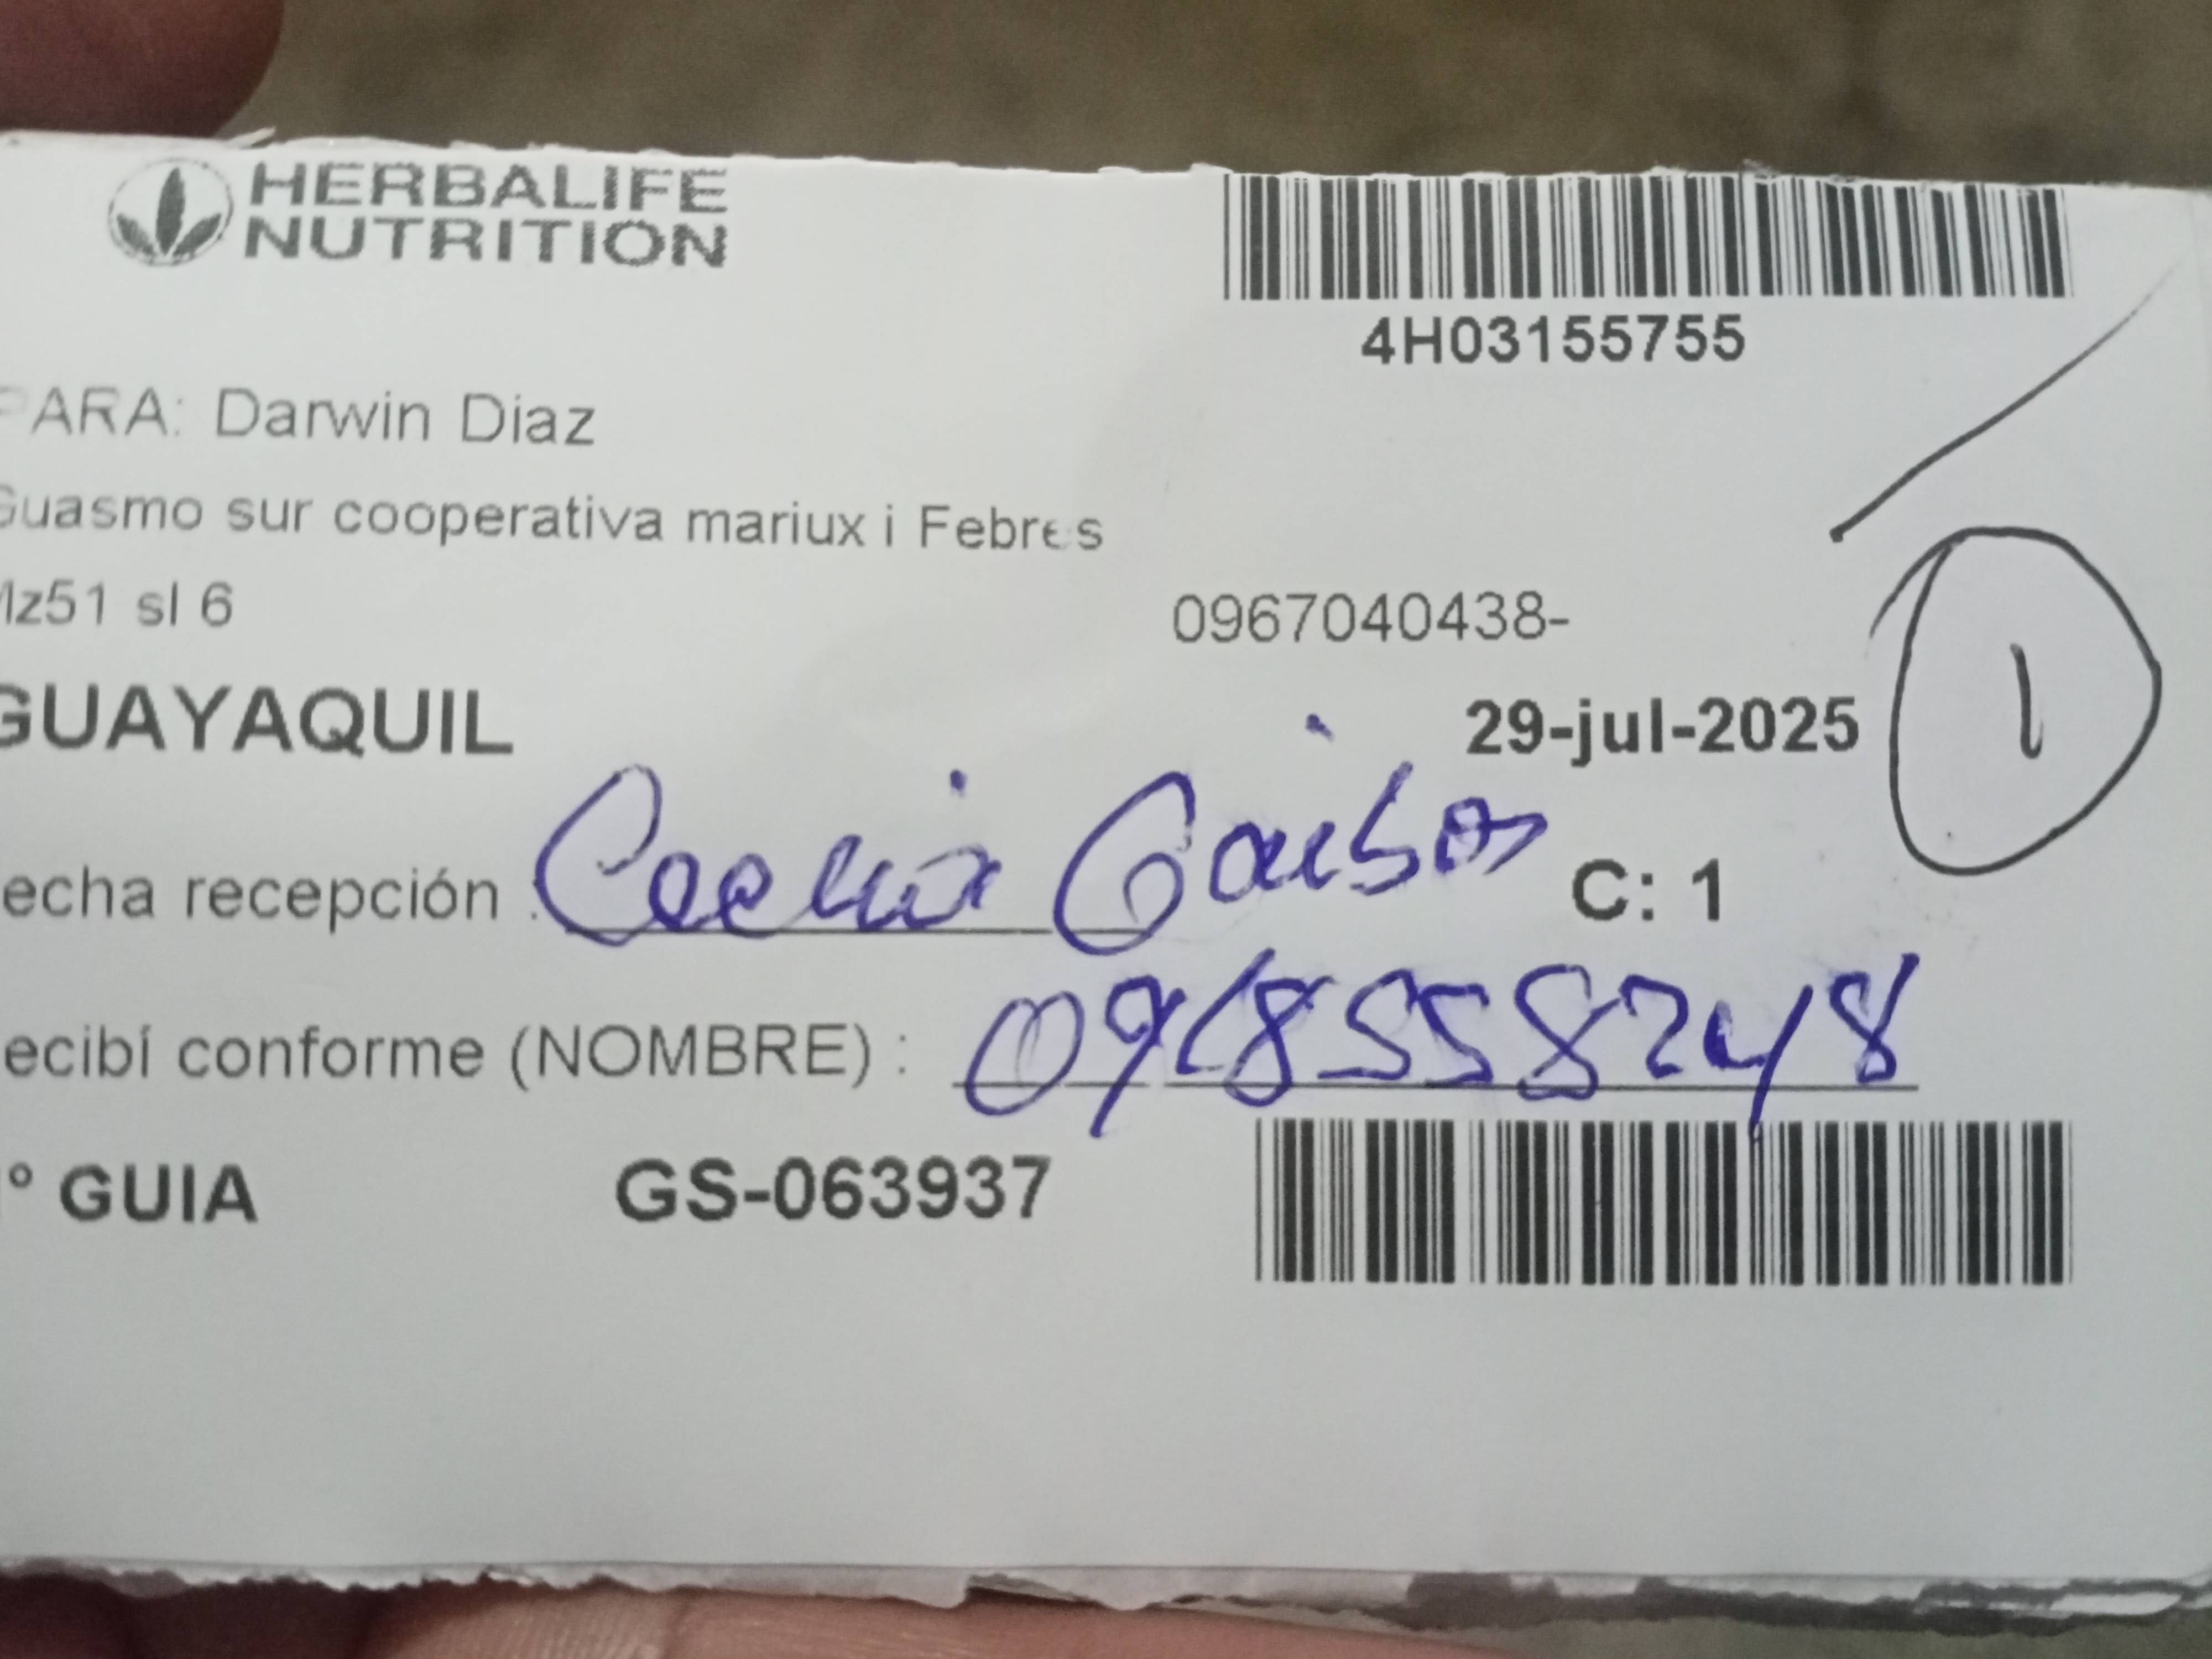 HERBALIFE
NUTRITION
4H03155755
PARA: Darwin Diaz
Guasmo sur cooperativa mariux i Febres
Mz51 sl 6
0967040438-
GUAYAQUIL
29-jul-2025
1
echa recepción :
C: 1
ecibí conforme (NOMBRE) : 0968558248
° GUIA GS-063937